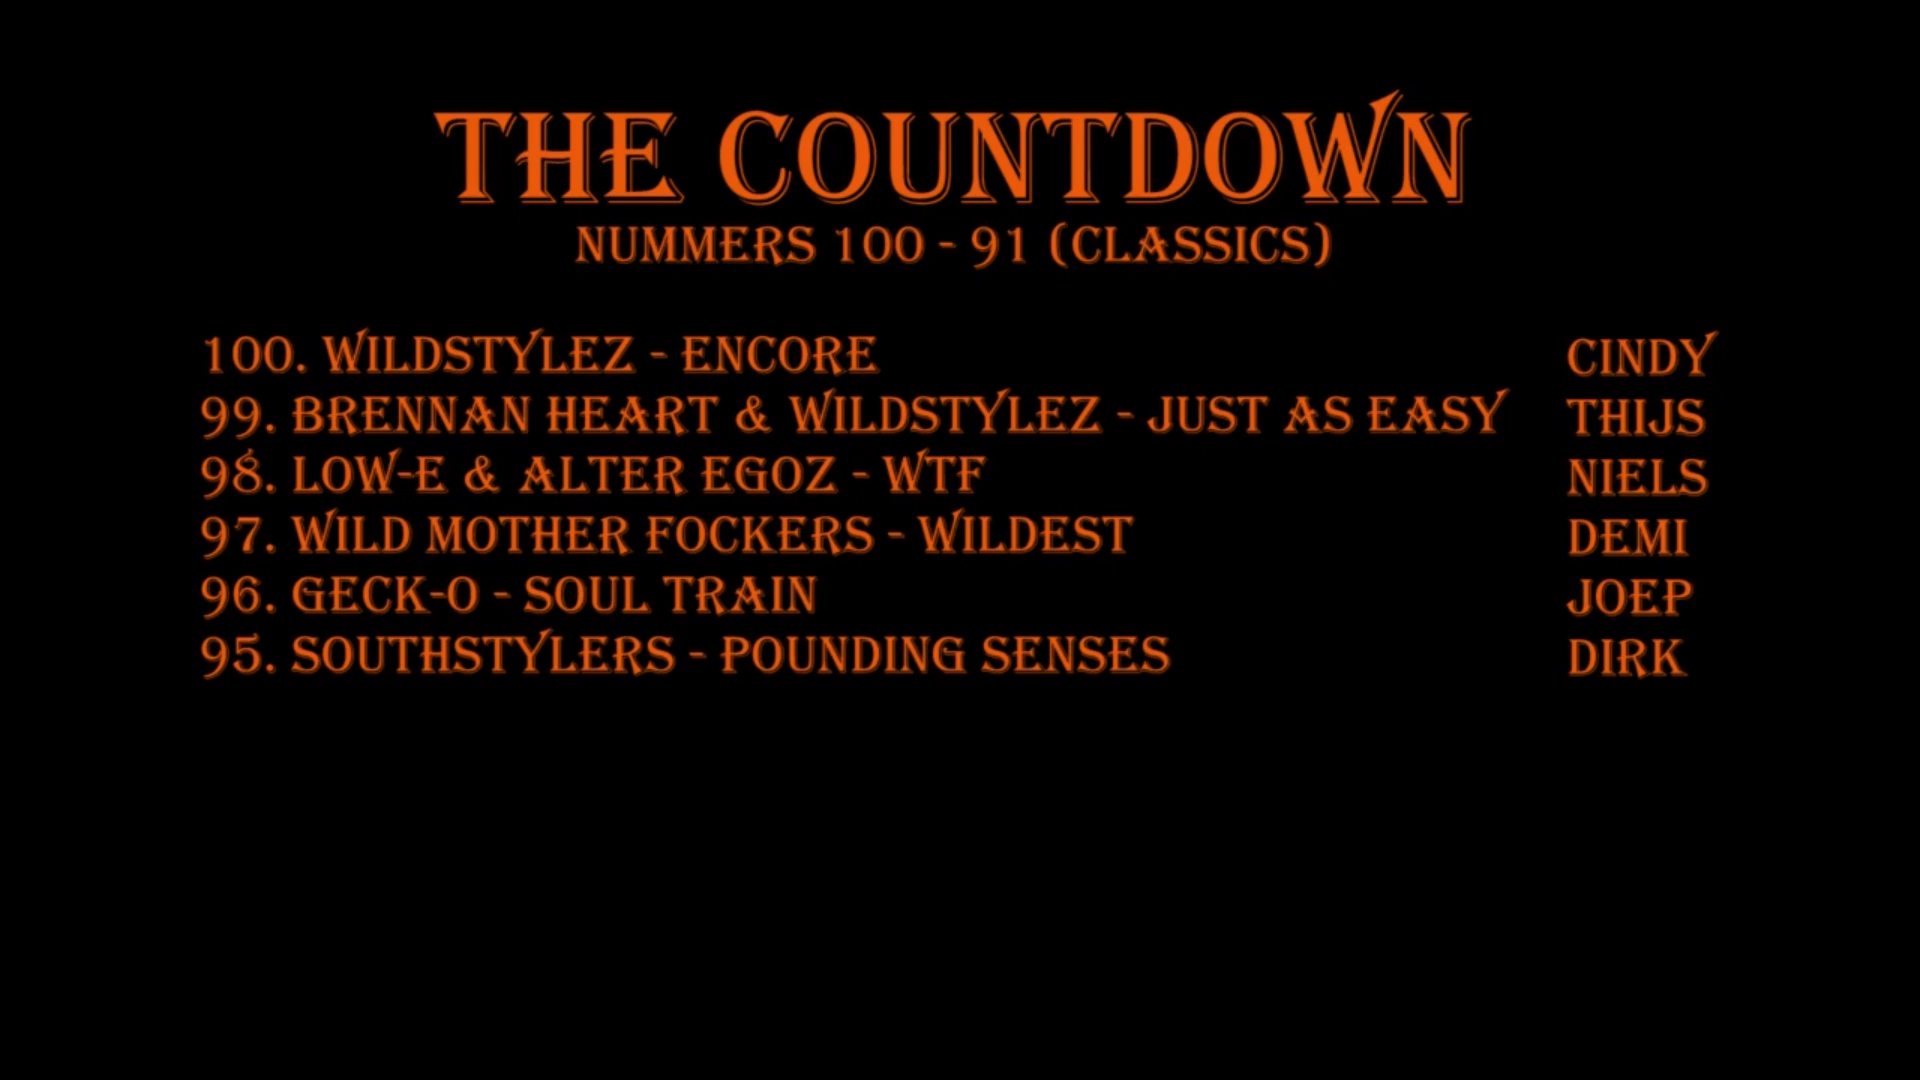 THE COUNTDOWN
NUMMERS 100 - 91 (CLASSICS)
100. WILDSTYLEZ - ENCORE CINDY
99. BRENNAN HEART & WILDSTYLEZ - JUST AS EASY THIJS
98. LOW-E & ALTER EGOZ - WTF NIELS
97. WILD MOTHER FOCKERS - WILDEST DEMI
96. GECK-O - SOUL TRAIN JOEP
95. SOUTHSTYLERS - POUNDING SENSES DIRK